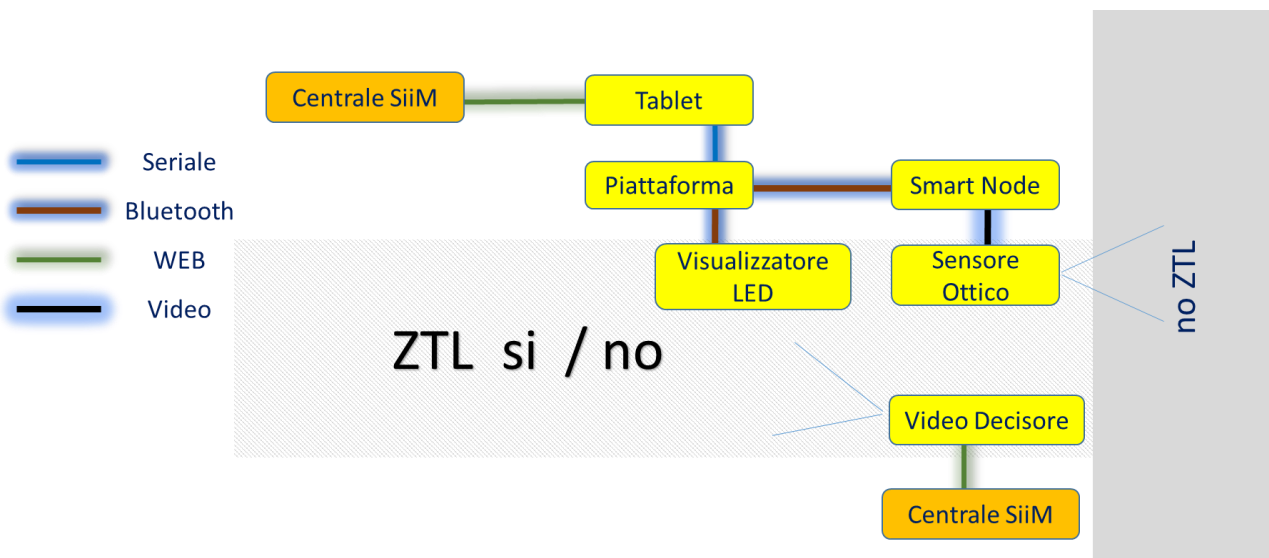 Centrale SiiM
Tablet
Seriale
Piattaforma
Smart Node
Bluetooth
WEB
Visualizzatore
LED
Sensore
Ottico
no ZTL
Video
ZTL si / no
Video Decisore
Centrale SiiM